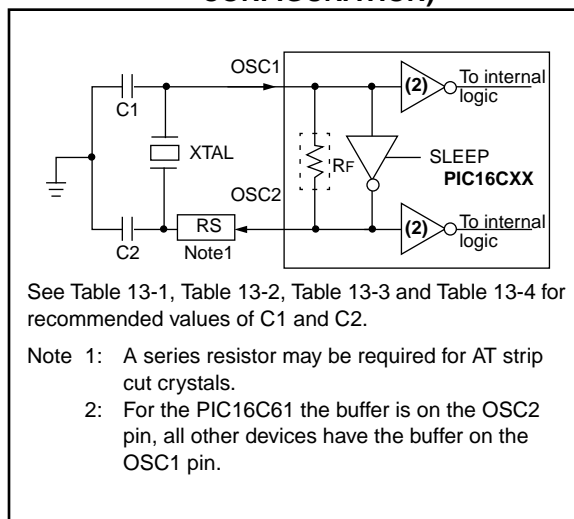 CONFIGURATION)
OSC1
To internal
logic
(2)
C1
XTAL
RF
SLEEP
PIC16CXX
OSC2
To internal
logic
(2)
C2
RS
Note1
See Table 13-1, Table 13-2, Table 13-3 and Table 13-4 for
recommended values of C1 and C2.
Note 1: A series resistor may be required for AT strip
cut crystals.
2: For the PIC16C61 the buffer is on the OSC2
pin, all other devices have the buffer on the
OSC1 pin.